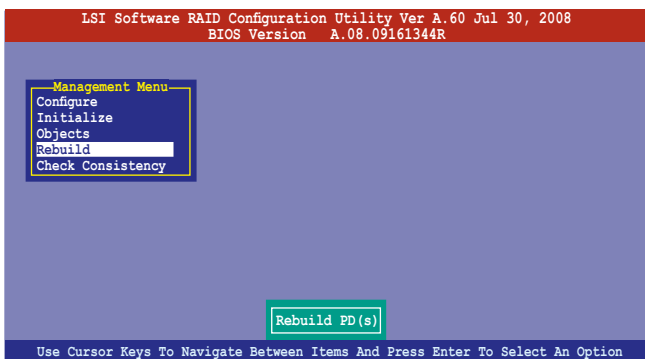 LSI Software RAID Configuration Utility Ver A.60 Jul 30, 2008
BIOS Version A.08.09161344R
Management Menu
Configure
Initialize
Objects
Rebuild
Check Consistency
Rebuild PD(s)
Use Cursor Keys To Navigate Between Items And Press Enter To Select An Option